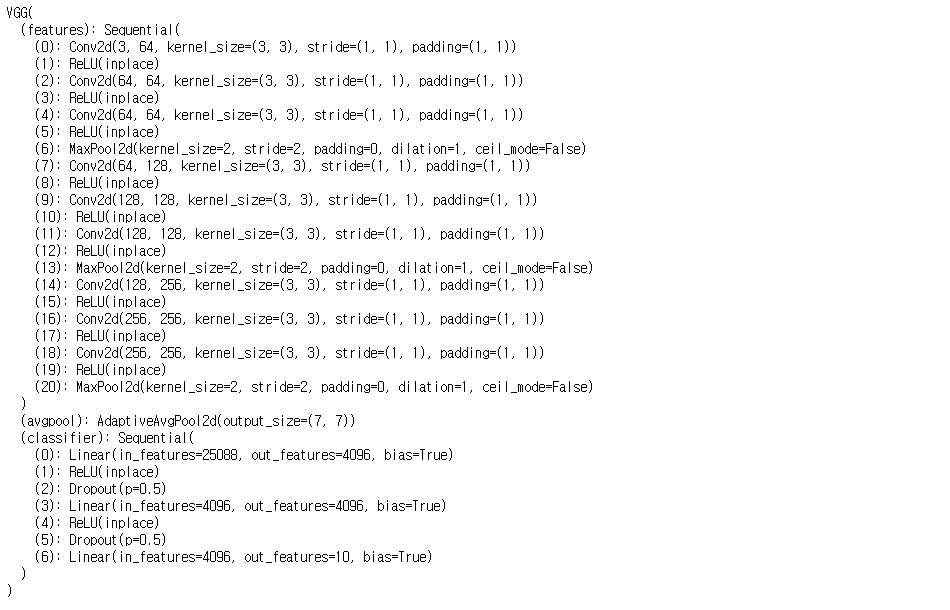 VGG(
  (features): Sequential(
    (0): Conv2d(3, 64, kernel_size=(3, 3), stride=(1, 1), padding=(1, 1))
    (1): ReLU(inplace)
    (2): Conv2d(64, 64, kernel_size=(3, 3), stride=(1, 1), padding=(1, 1))
    (3): ReLU(inplace)
    (4): Conv2d(64, 64, kernel_size=(3, 3), stride=(1, 1), padding=(1, 1))
    (5): ReLU(inplace)
    (6): MaxPool2d(kernel_size=2, stride=2, padding=0, dilation=1, ceil_mode=False)
    (7): Conv2d(64, 128, kernel_size=(3, 3), stride=(1, 1), padding=(1, 1))
    (8): ReLU(inplace)
    (9): Conv2d(128, 128, kernel_size=(3, 3), stride=(1, 1), padding=(1, 1))
    (10): ReLU(inplace)
    (11): Conv2d(128, 128, kernel_size=(3, 3), stride=(1, 1), padding=(1, 1))
    (12): ReLU(inplace)
    (13): MaxPool2d(kernel_size=2, stride=2, padding=0, dilation=1, ceil_mode=False)
    (14): Conv2d(128, 256, kernel_size=(3, 3), stride=(1, 1), padding=(1, 1))
    (15): ReLU(inplace)
    (16): Conv2d(256, 256, kernel_size=(3, 3), stride=(1, 1), padding=(1, 1))
    (17): ReLU(inplace)
    (18): Conv2d(256, 256, kernel_size=(3, 3), stride=(1, 1), padding=(1, 1))
    (19): ReLU(inplace)
    (20): MaxPool2d(kernel_size=2, stride=2, padding=0, dilation=1, ceil_mode=False)
  )
  (avgpool): AdaptiveAvgPool2d(output_size=(7, 7))
  (classifier): Sequential(
    (0): Linear(in_features=25088, out_features=4096, bias=True)
    (1): ReLU(inplace)
    (2): Dropout(p=0.5)
    (3): Linear(in_features=4096, out_features=4096, bias=True)
    (4): ReLU(inplace)
    (5): Dropout(p=0.5)
    (6): Linear(in_features=4096, out_features=10, bias=True)
  )
)